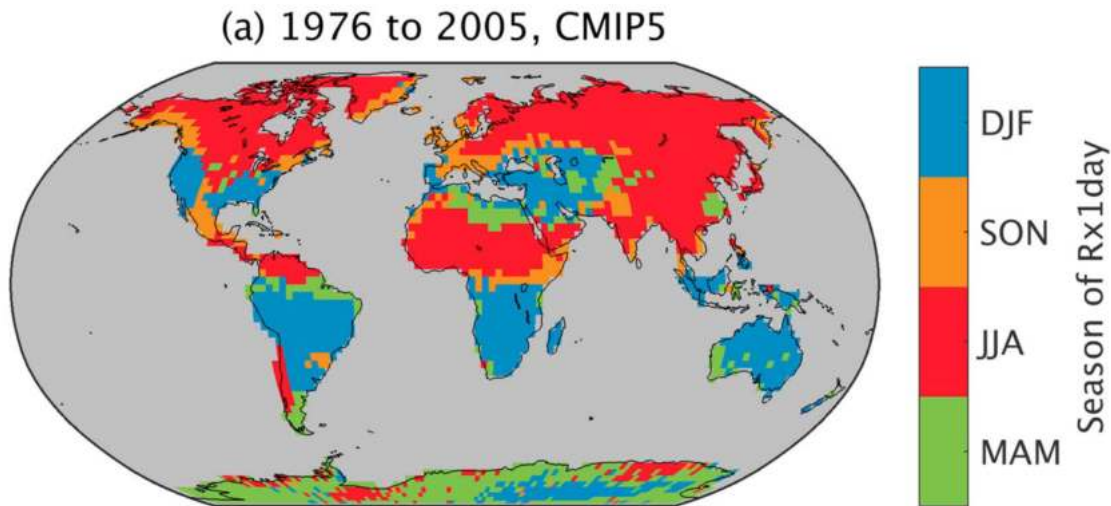 (a) 1976 to 2005, CMIP5
DJF
SON
JJA
MAM
Season of Rx1day